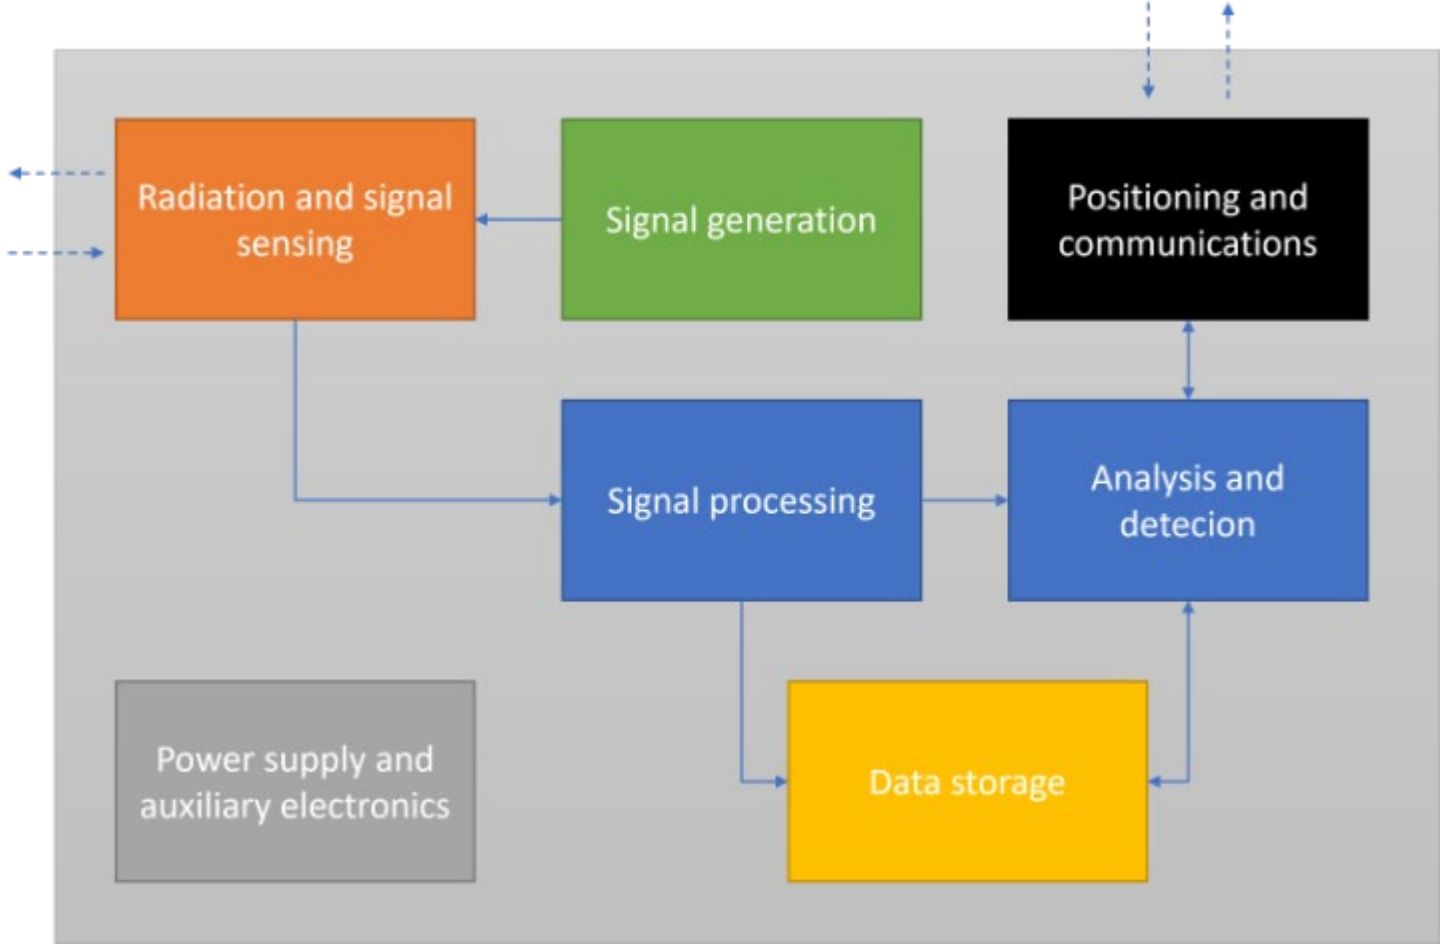 Radiation and signal
sensing
Signal generation
Positioning and
communications
Signal processing
Analysis and
detecion
Power supply and
auxiliary electronics
Data storage